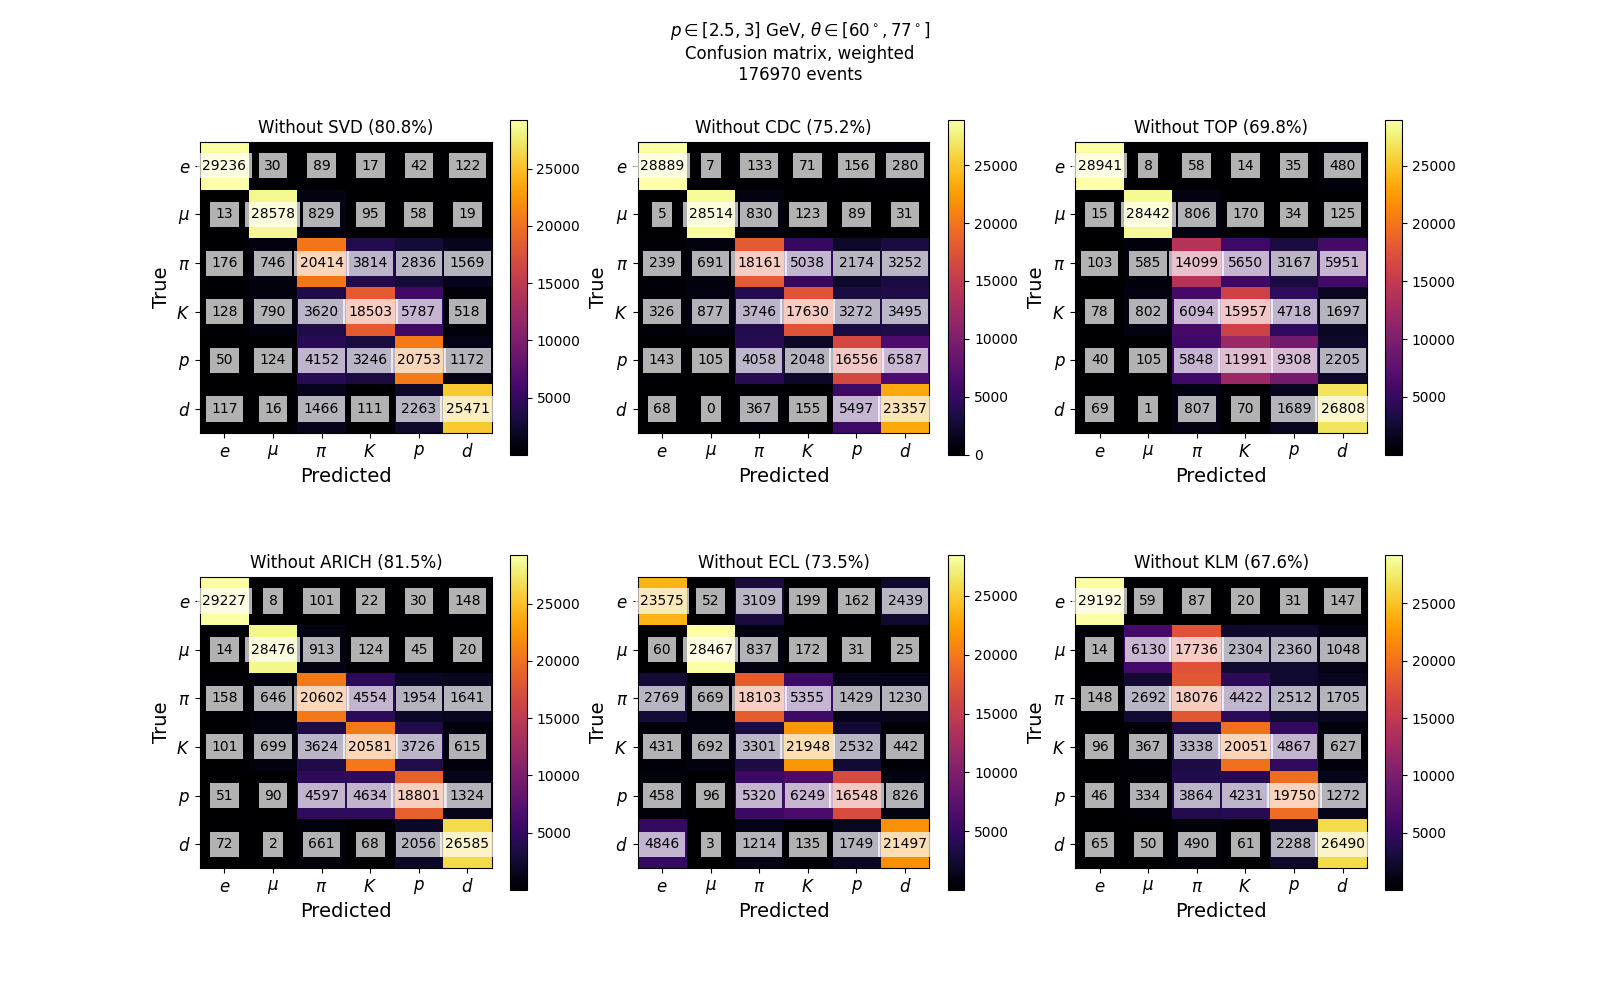 p ∈ [2.5, 3] GeV, θ ∈ [60°, 77°]
Confusion matrix, weighted
176970 events
Without SVD (80.8%)
e 29236 30 89 17 42 122
μ 13 28578 829 95 58 19
π 176 746 20414 3814 2836 1569
K 128 790 3620 18503 5787 518
p 50 124 4152 3246 20753 1172
d 117 16 1466 111 2263 25471
e μ π K p d
Predicted
True
25000
20000
15000
10000
5000
Without CDC (75.2%)
e 28889 7 133 71 156 280
μ 5 28514 830 123 89 31
π 239 691 18161 5038 2174 3252
K 326 877 3746 17630 3272 3495
p 143 105 4058 2048 16556 6587
d 68 0 367 155 5497 23357
e μ π K p d
Predicted
True
25000
20000
15000
10000
5000
0
Without TOP (69.8%)
e 28941 8 58 14 35 480
μ 15 28442 806 170 34 125
π 103 585 14099 5650 3167 5951
K 78 802 6094 15957 4718 1697
p 40 105 5848 11991 9308 2205
d 69 1 807 70 1689 26808
e μ π K p d
Predicted
True
25000
20000
15000
10000
5000
Without ARICH (81.5%)
e 29227 8 101 22 30 148
μ 14 28476 913 124 45 20
π 158 646 20602 4554 1954 1641
K 101 699 3624 20581 3726 615
p 51 90 4597 4634 18801 1324
d 72 2 661 68 2056 26585
e μ π K p d
Predicted
True
25000
20000
15000
10000
5000
Without ECL (73.5%)
e 23575 52 3109 199 162 2439
μ 60 28467 837 172 31 25
π 2769 669 18103 5355 1429 1230
K 431 692 3301 21948 2532 442
p 458 96 5320 6249 16548 826
d 4846 3 1214 135 1749 21497
e μ π K p d
Predicted
True
25000
20000
15000
10000
5000
Without KLM (67.6%)
e 29192 59 87 20 31 147
μ 14 6130 17736 2304 2360 1048
π 148 2692 18076 4422 2512 1705
K 96 367 3338 20051 4867 627
p 46 334 3864 4231 19750 1272
d 65 50 490 61 2288 26490
e μ π K p d
Predicted
True
25000
20000
15000
10000
5000